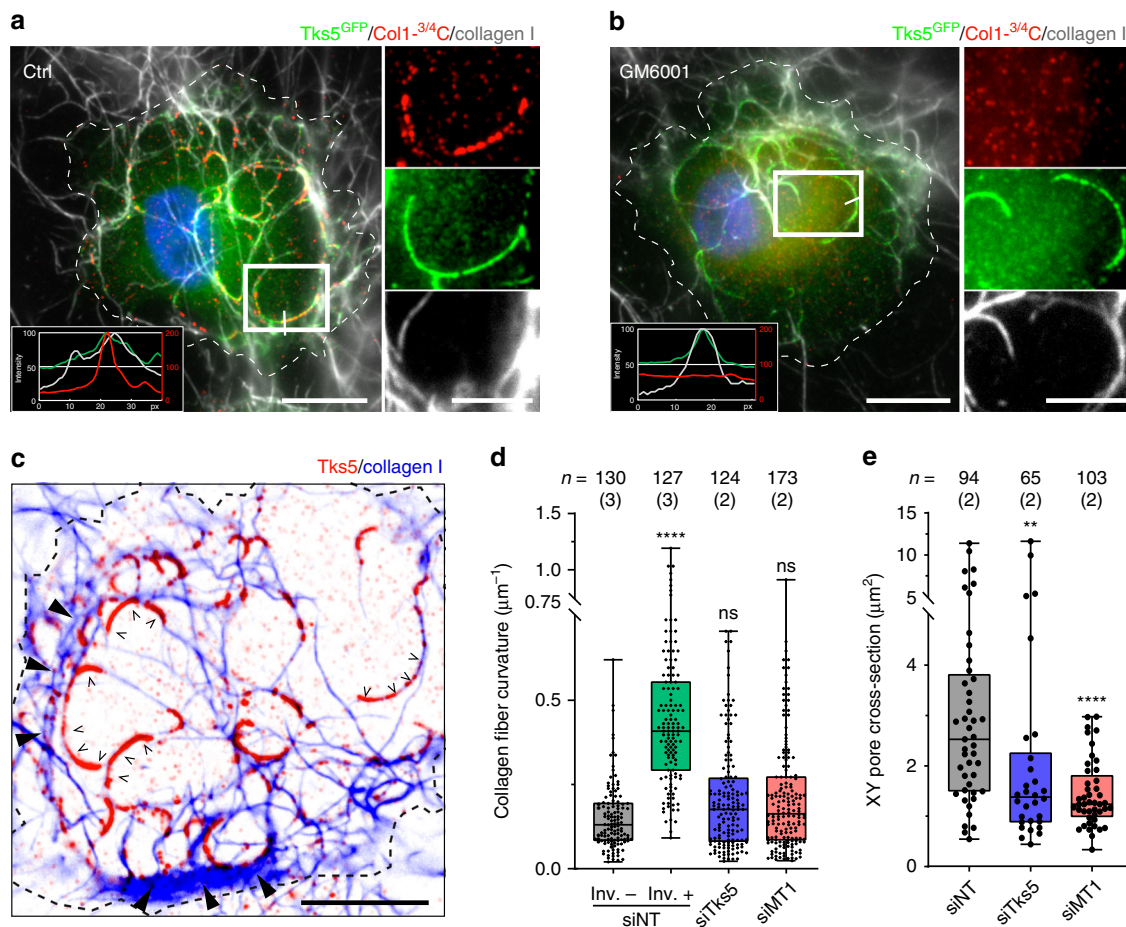 a
Tks5GFP/Col1-3/4C/collagen I
Ctrl
100
50
0
Intensity
200
100
0
0 10 20 30 px
b
Tks5GFP/Col1-3/4C/collagen I
GM6001
100
50
0
Intensity
200
100
0
0 10 20 px
c
Tks5/collagen I
d
n = 130 127 124 173
(3) (3) (2) (2)
1.5
1.0
0.75
0.5
0.0
Collagen fiber curvature (μm−1)
****
ns
ns
Inv. − Inv. + siTks5 siMT1
siNT
e
n = 94 65 103
(2) (2) (2)
15
10
5
4
2
0
XY pore cross-section (μm2)
**
****
siNT siTks5 siMT1